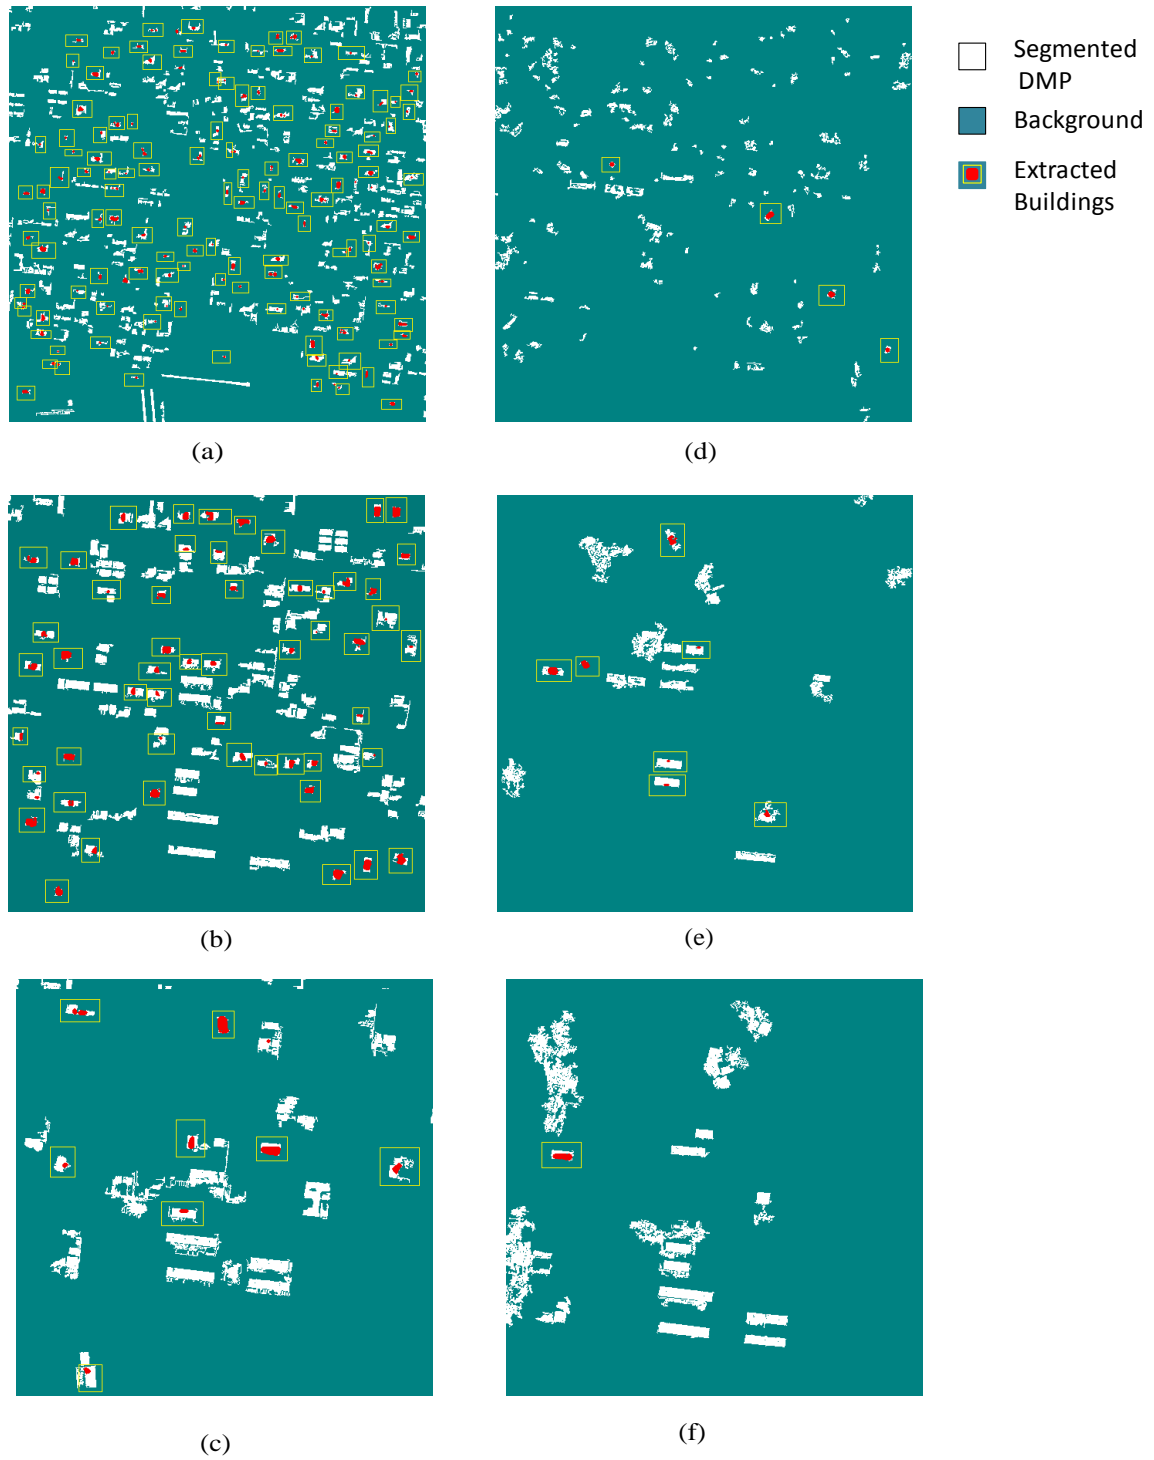 Segmented
DMP
Background
Extracted
Buildings
(a)
(d)
(b)
(e)
(c)
(f)